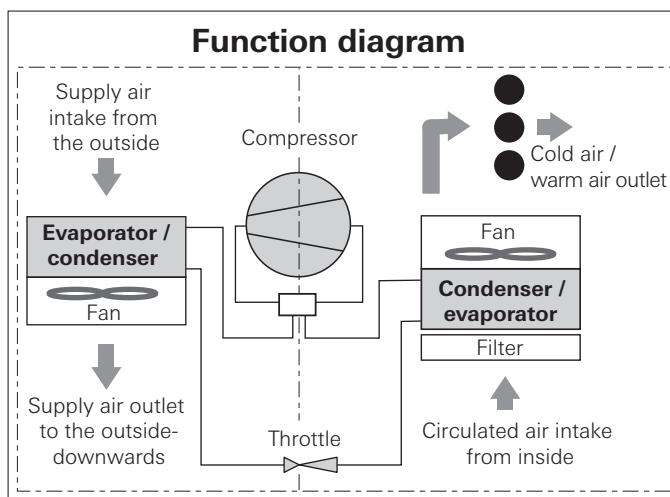 Function diagram
Supply air
intake from
the outside
Compressor
Cold air /
warm air outlet
Evaporator /
condenser
Fan
Fan
Condenser /
evaporator
Filter
Supply air outlet
to the outside-
downwards
Throttle
Circulated air intake
from inside